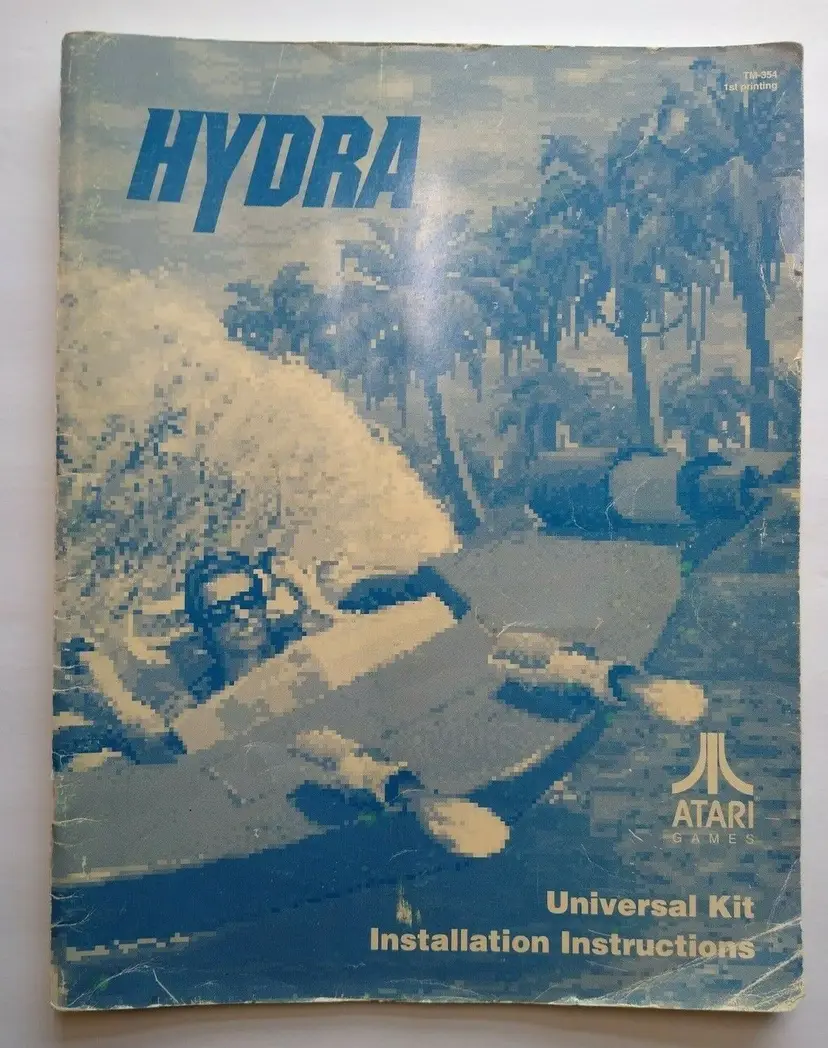 TM-354
1st printing
HYDRA
ATARI
GAMES
Universal Kit
Installation Instructions